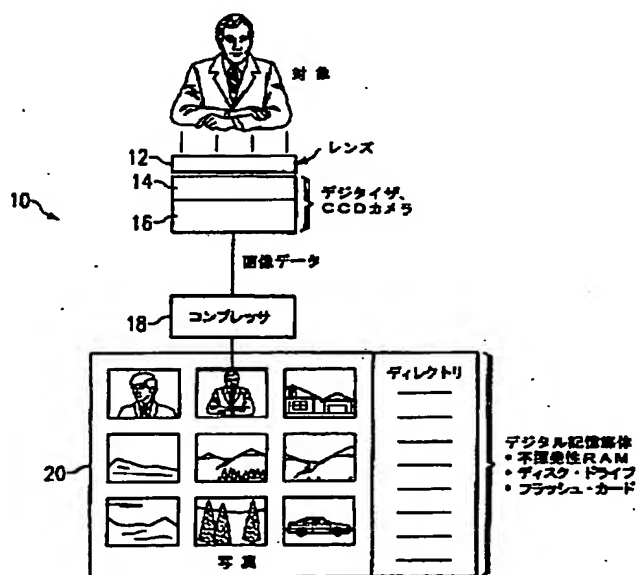 対象
12
レンズ
14
10
16
デジタイザ、
CCDカメラ
画像データ
18
コンプレッサ
ディレクトリ
20
デジタル記憶媒体
• 不揮発性RAM
• ディスク・ドライブ
• フラッシュ・カード
写真